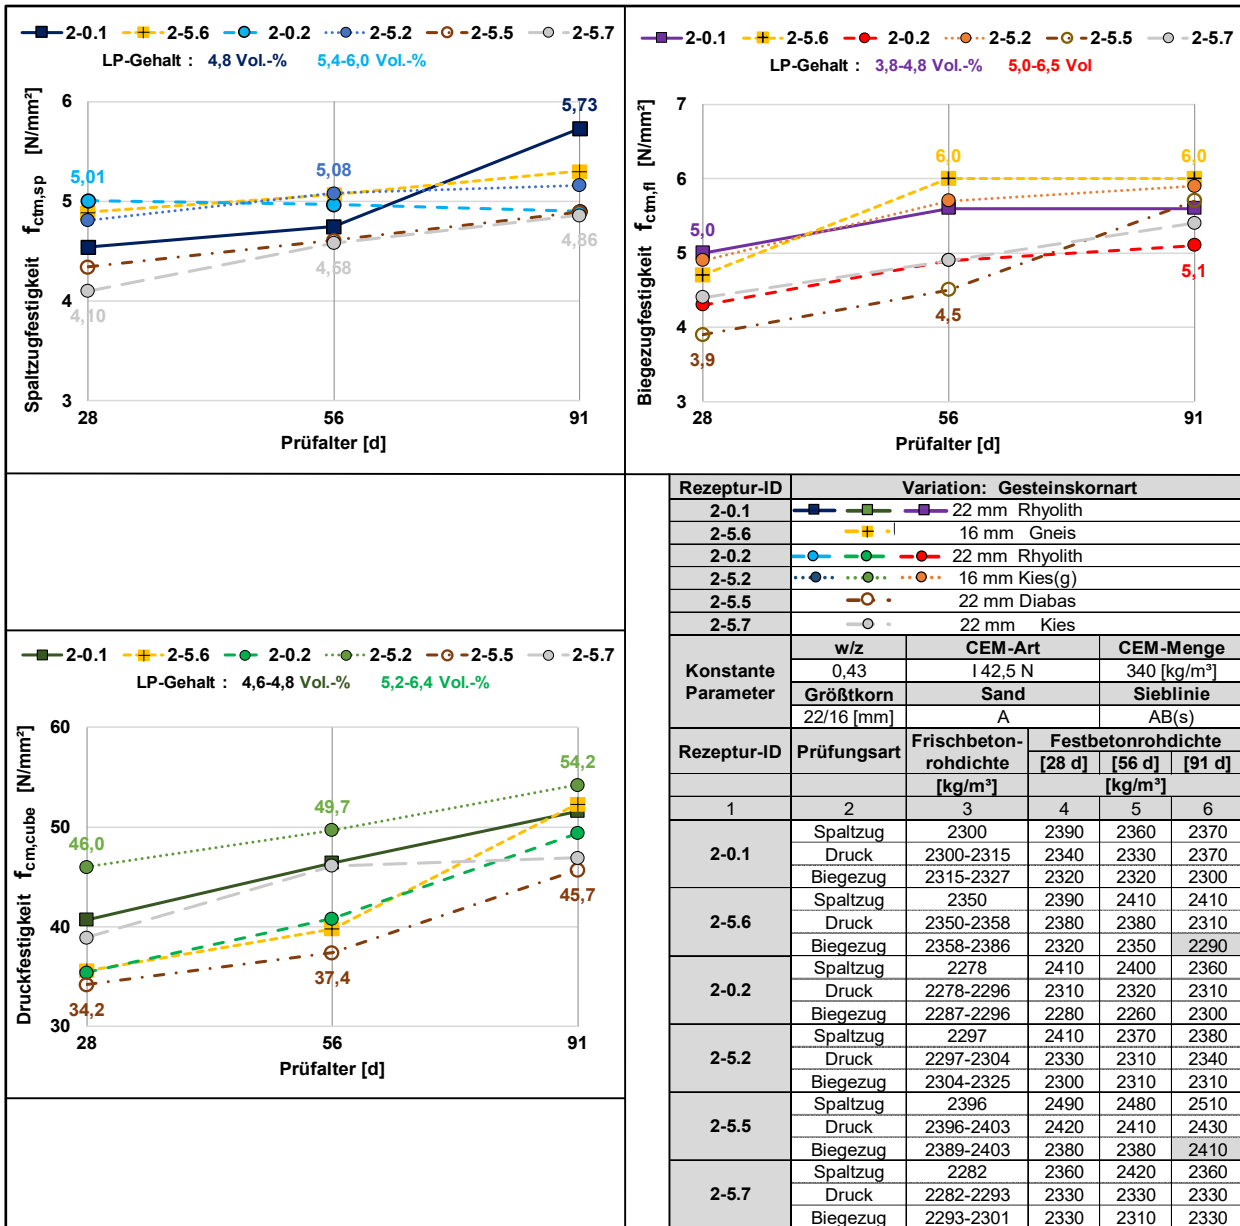 2-0.1 2-5.6 2-0.2 2-5.2 2-5.5 2-5.7
LP-Gehalt : 4,8 Vol.-% 5,4-6,0 Vol.-%
Spaltzugfestigkeit fctm,sp [N/mm²]
6
5
4
3
5,73
5,01
5,08
4,86
4,58
4,10
28 56 91
Prüfalter [d]
2-0.1 2-5.6 2-0.2 2-5.2 2-5.5 2-5.7
LP-Gehalt : 3,8-4,8 Vol.-% 5,0-6,5 Vol
Biegezugfestigkeit fctm,fl [N/mm²]
7
6
5
4
3
6,0 6,0
5,0
5,1
4,5
3,9
28 56 91
Prüfalter [d]
2-0.1 2-5.6 2-0.2 2-5.2 2-5.5 2-5.7
LP-Gehalt : 4,6-4,8 Vol.-% 5,2-6,4 Vol.-%
Druckfestigkeit fcm,cube [N/mm²]
60
50
40
30
54,2
49,7
46,0
45,7
37,4
34,2
28 56 91
Prüfalter [d]
Rezeptur-ID Variation: Gesteinskornart
2-0.1 22 mm Rhyolith
2-5.6 16 mm Gneis
2-0.2 22 mm Rhyolith
2-5.2 16 mm Kies(g)
2-5.5 22 mm Diabas
2-5.7 22 mm Kies
Konstante Parameter
w/z CEM-Art CEM-Menge
0,43 I 42,5 N 340 [kg/m³]
Größtkorn Sand Sieblinie
22/16 [mm] A AB(s)
Rezeptur-ID Prüfungsart Frischbeton- Festbetonrohdichte
rohdichte [28 d] [56 d] [91 d]
[kg/m³] [kg/m³]
1 2 3 4 5 6
Spaltzug 2300 2390 2360 2370
2-0.1 Druck 2300-2315 2340 2330 2370
Biegezug 2315-2327 2320 2320 2300
Spaltzug 2350 2390 2410 2410
2-5.6 Druck 2350-2358 2380 2380 2310
Biegezug 2358-2386 2320 2350 2290
Spaltzug 2278 2410 2400 2360
2-0.2 Druck 2278-2296 2310 2320 2310
Biegezug 2287-2296 2280 2260 2300
Spaltzug 2297 2410 2370 2380
2-5.2 Druck 2297-2304 2330 2310 2340
Biegezug 2304-2325 2300 2310 2310
Spaltzug 2396 2490 2480 2510
2-5.5 Druck 2396-2403 2420 2410 2430
Biegezug 2389-2403 2380 2380 2410
Spaltzug 2282 2360 2420 2360
2-5.7 Druck 2282-2293 2330 2330 2330
Biegezug 2293-2301 2330 2310 2330